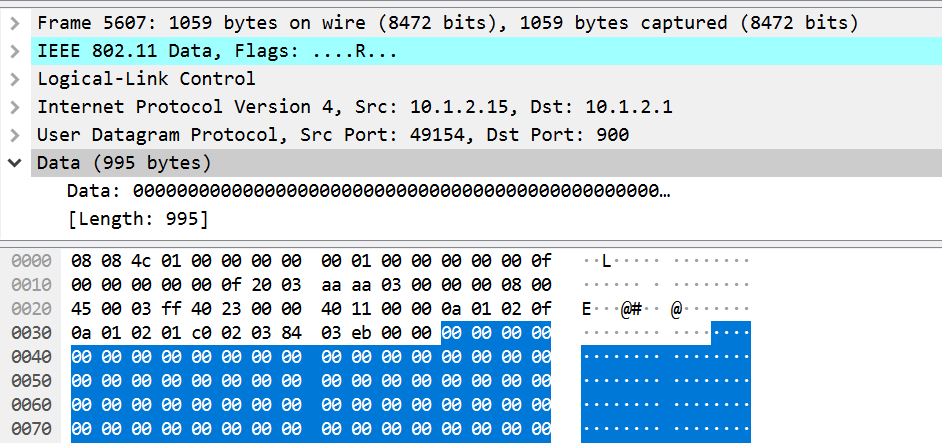 Frame 5607: 1059 bytes on wire (8472 bits), 1059 bytes captured (8472 bits)
IEEE 802.11 Data, Flags: ....R...
Logical-Link Control
Internet Protocol Version 4, Src: 10.1.2.15, Dst: 10.1.2.1
User Datagram Protocol, Src Port: 49154, Dst Port: 900
Data (995 bytes)
Data: 000000000000000000000000000000000000000000000000…
[Length: 995]
0000 08 08 4c 01 00 00 00 00 00 01 00 00 00 00 00 0f ··L····· ········
0010 00 00 00 00 00 0f 20 03 aa aa 03 00 00 00 08 00 ······ · ········
0020 45 00 03 ff 40 23 00 00 40 11 00 00 0a 01 02 0f E···@#·· @·······
0030 0a 01 02 01 c0 02 03 84 03 eb 00 00 00 00 00 00 ········ ········
0040 00 00 00 00 00 00 00 00 00 00 00 00 00 00 00 00 ········ ········
0050 00 00 00 00 00 00 00 00 00 00 00 00 00 00 00 00 ········ ········
0060 00 00 00 00 00 00 00 00 00 00 00 00 00 00 00 00 ········ ········
0070 00 00 00 00 00 00 00 00 00 00 00 00 00 00 00 00 ········ ········